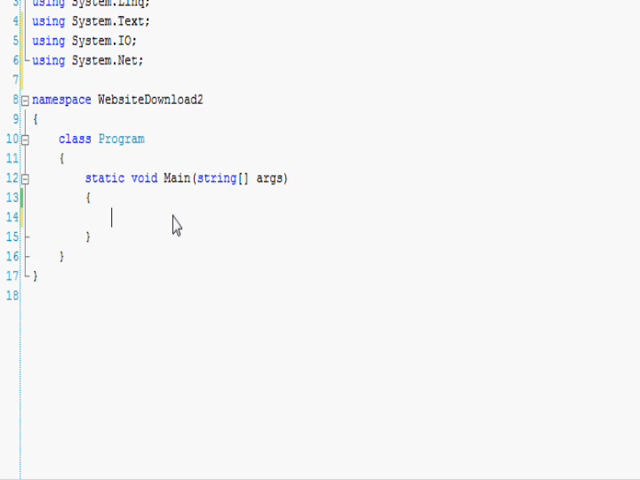 3 using System.Linq;
4 using System.Text;
5 using System.IO;
6 using System.Net;
7
8 namespace WebsiteDownload2
9 {
10 class Program
11 {
12 static void Main(string[] args)
13 {
14
15 }
16 }
17 }
18